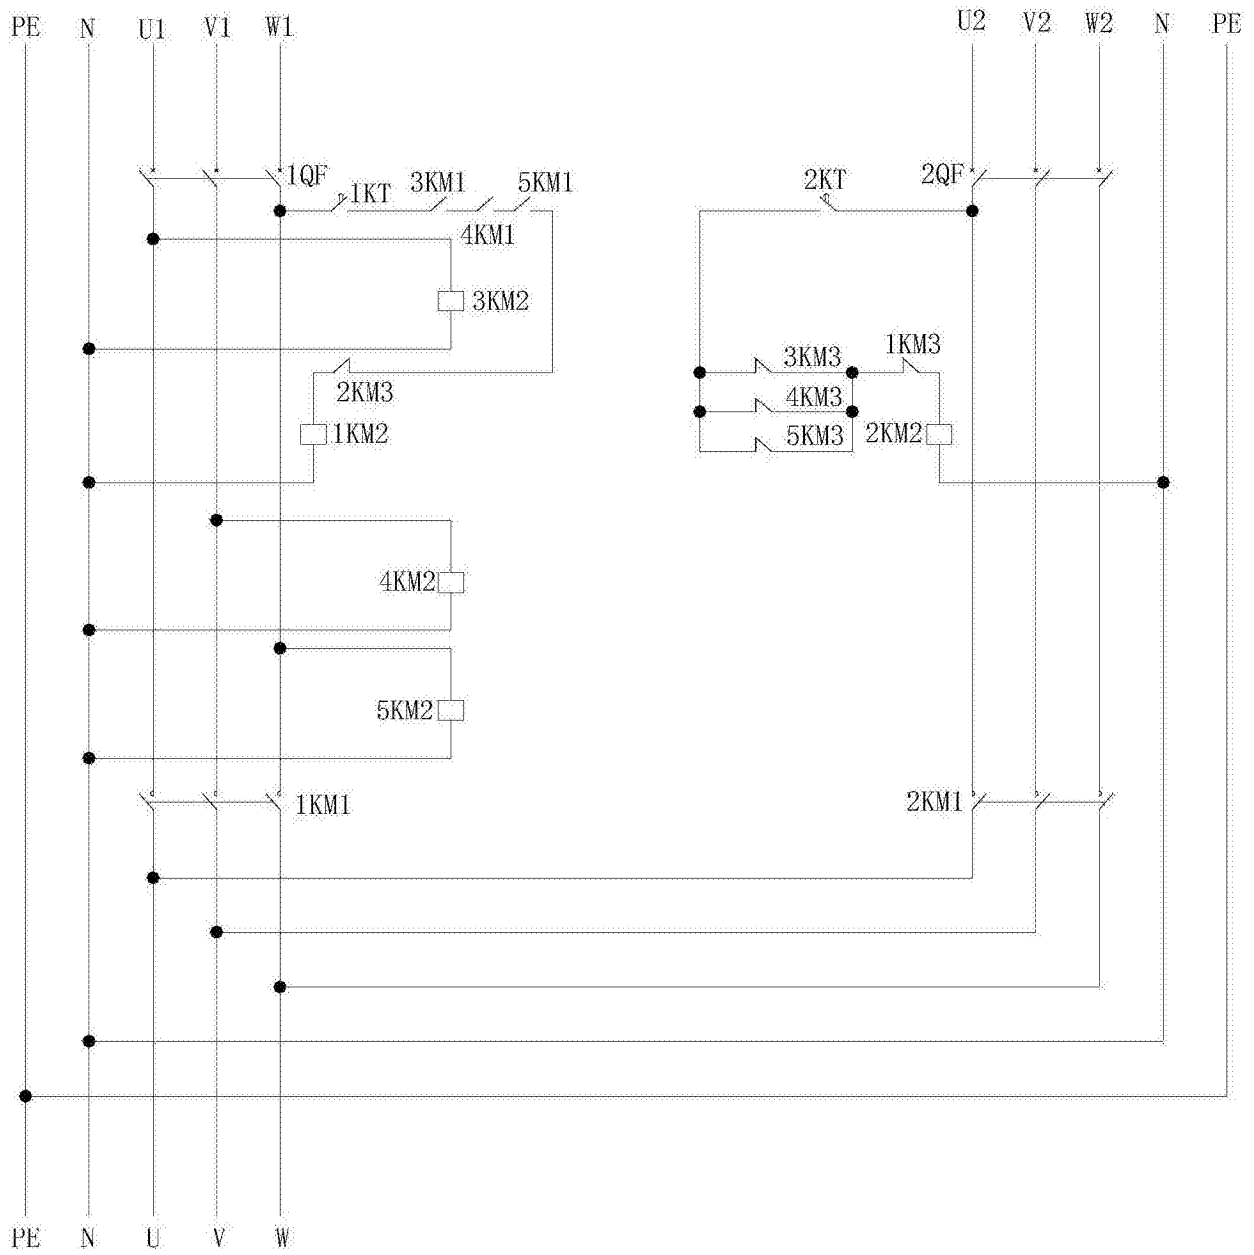 PE N U1 V1 W1 U2 V2 W2 N PE
1QF 2QF
1KT 3KM1 5KM1 2KT
4KM1
3KM2
3KM3 1KM3
2KM3 4KM3
1KM2 5KM3 2KM2
4KM2
5KM2
1KM1 2KM1
PE N U V W